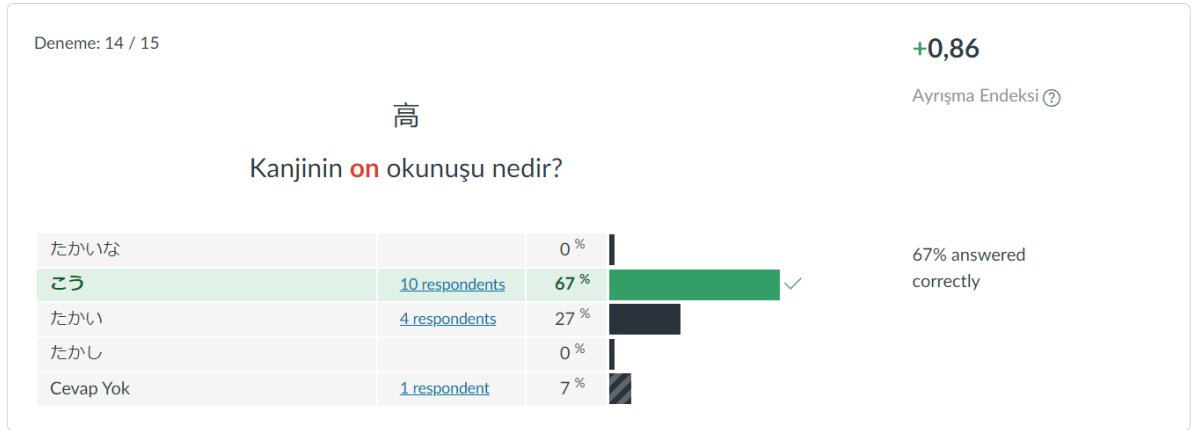 Deneme: 14 / 15
+0,86
Ayrışma Endeksi ?
高
Kanjinin on okunuşu nedir?
たかいな 0 %
こう 10 respondents 67 %
たかい 4 respondents 27 %
たかし 0 %
Cevap Yok 1 respondent 7 %
67% answered
correctly